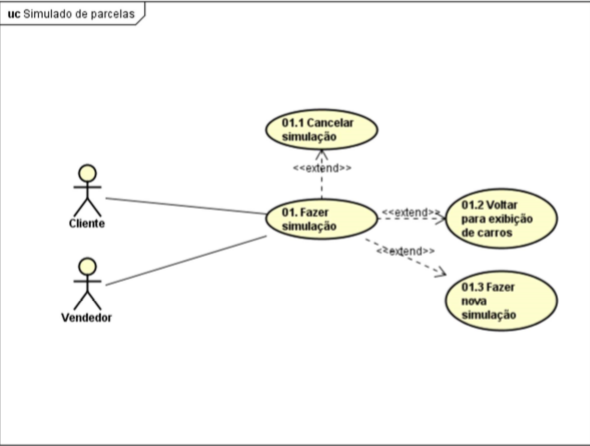 uc Simulado de parcelas
01.1 Cancelar
simulação
<<extend>>
Cliente
01. Fazer
simulação
<<extend>>
01.2 Voltar
para exibição
de carros
<<extend>>
Vendedor
01.3 Fazer
nova
simulação